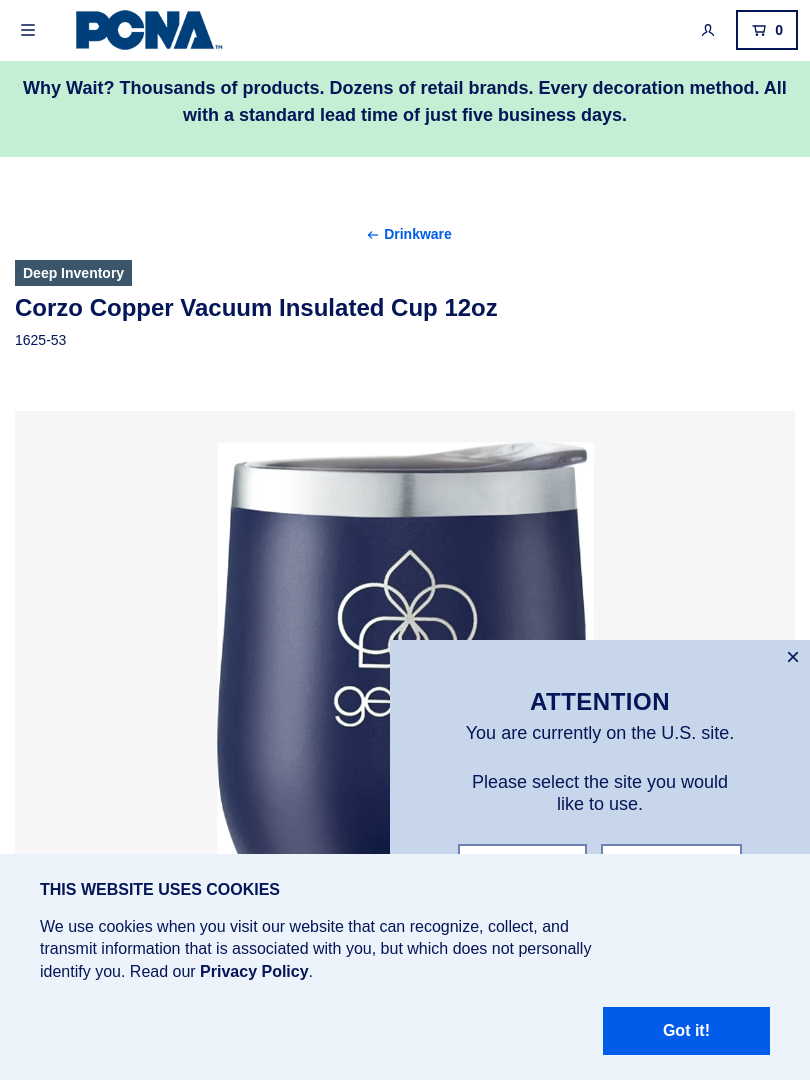 PCNA™
0
Why Wait? Thousands of products. Dozens of retail brands. Every decoration method. All
with a standard lead time of just five business days.
← Drinkware
Deep Inventory
Corzo Copper Vacuum Insulated Cup 12oz
1625-53
ge
ATTENTION
You are currently on the U.S. site.
Please select the site you would
like to use.
THIS WEBSITE USES COOKIES
We use cookies when you visit our website that can recognize, collect, and
transmit information that is associated with you, but which does not personally
identify you. Read our Privacy Policy.
Got it!